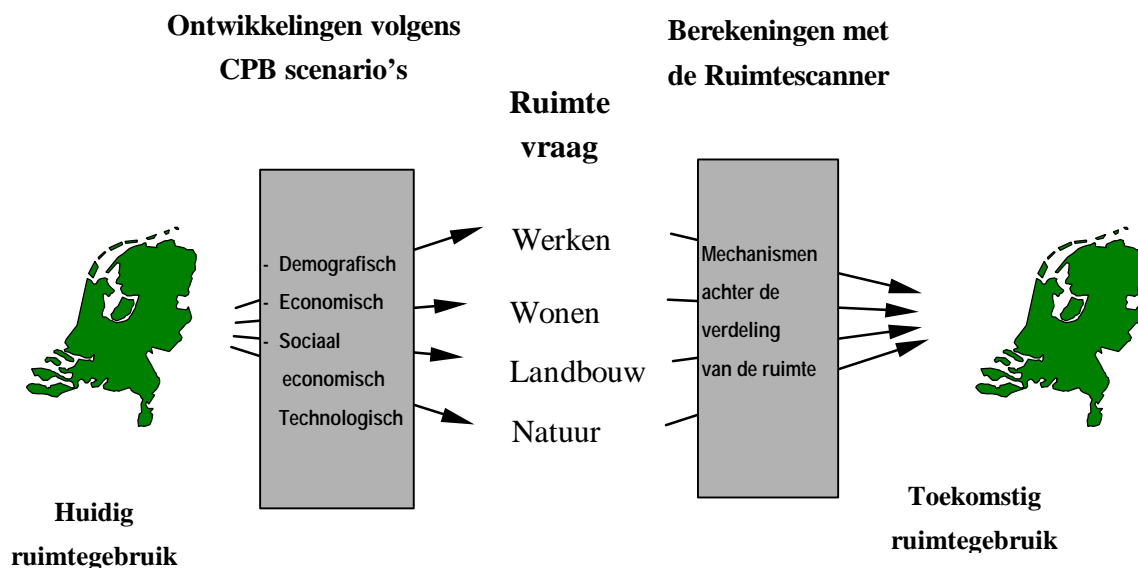 Ontwikkelingen volgens
CPB scenario's
Berekeningen met
de Ruimtescanner
Ruimte
vraag
- Demografisch
- Economisch
- Sociaal
economisch
Technologisch
Werken
Wonen
Landbouw
Natuur
Mechanismen
achter de
verdeling
van de ruimte
Huidig
ruimtegebruik
Toekomstig
ruimtegebruik